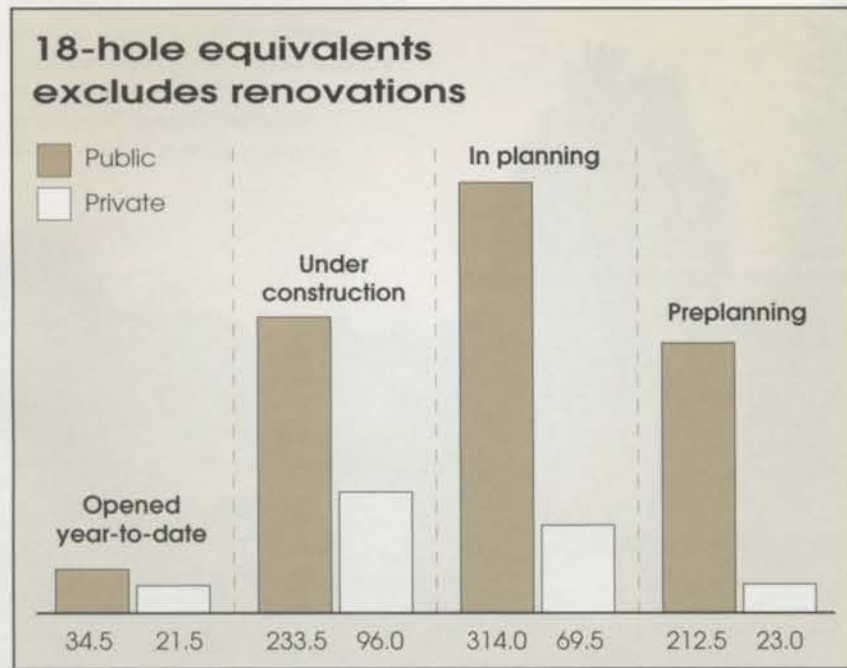 18-hole equivalents
excludes renovations
Public
Private
Opened
year-to-date
Under
construction
In planning
Preplanning
34.5 21.5 233.5 96.0 314.0 69.5 212.5 23.0